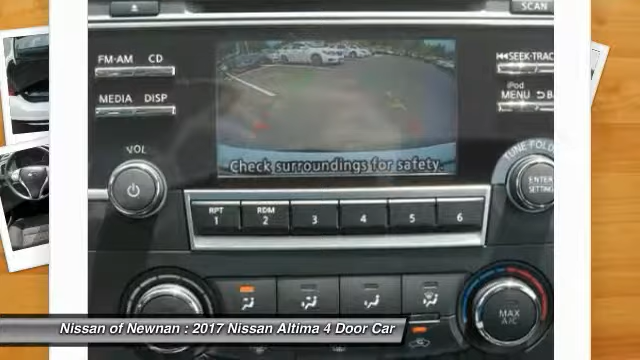 SCAN
FM·AM CD
SEEK·TRACK
MEDIA DISP
iPod
MENU
Check surroundings for safety.
VOL
TUNE·FOLDER
ENTER
SETTING
RPT RDM
1 2 3 4 5 6
MAX
A/C
Nissan of Newnan : 2017 Nissan Altima 4 Door Car